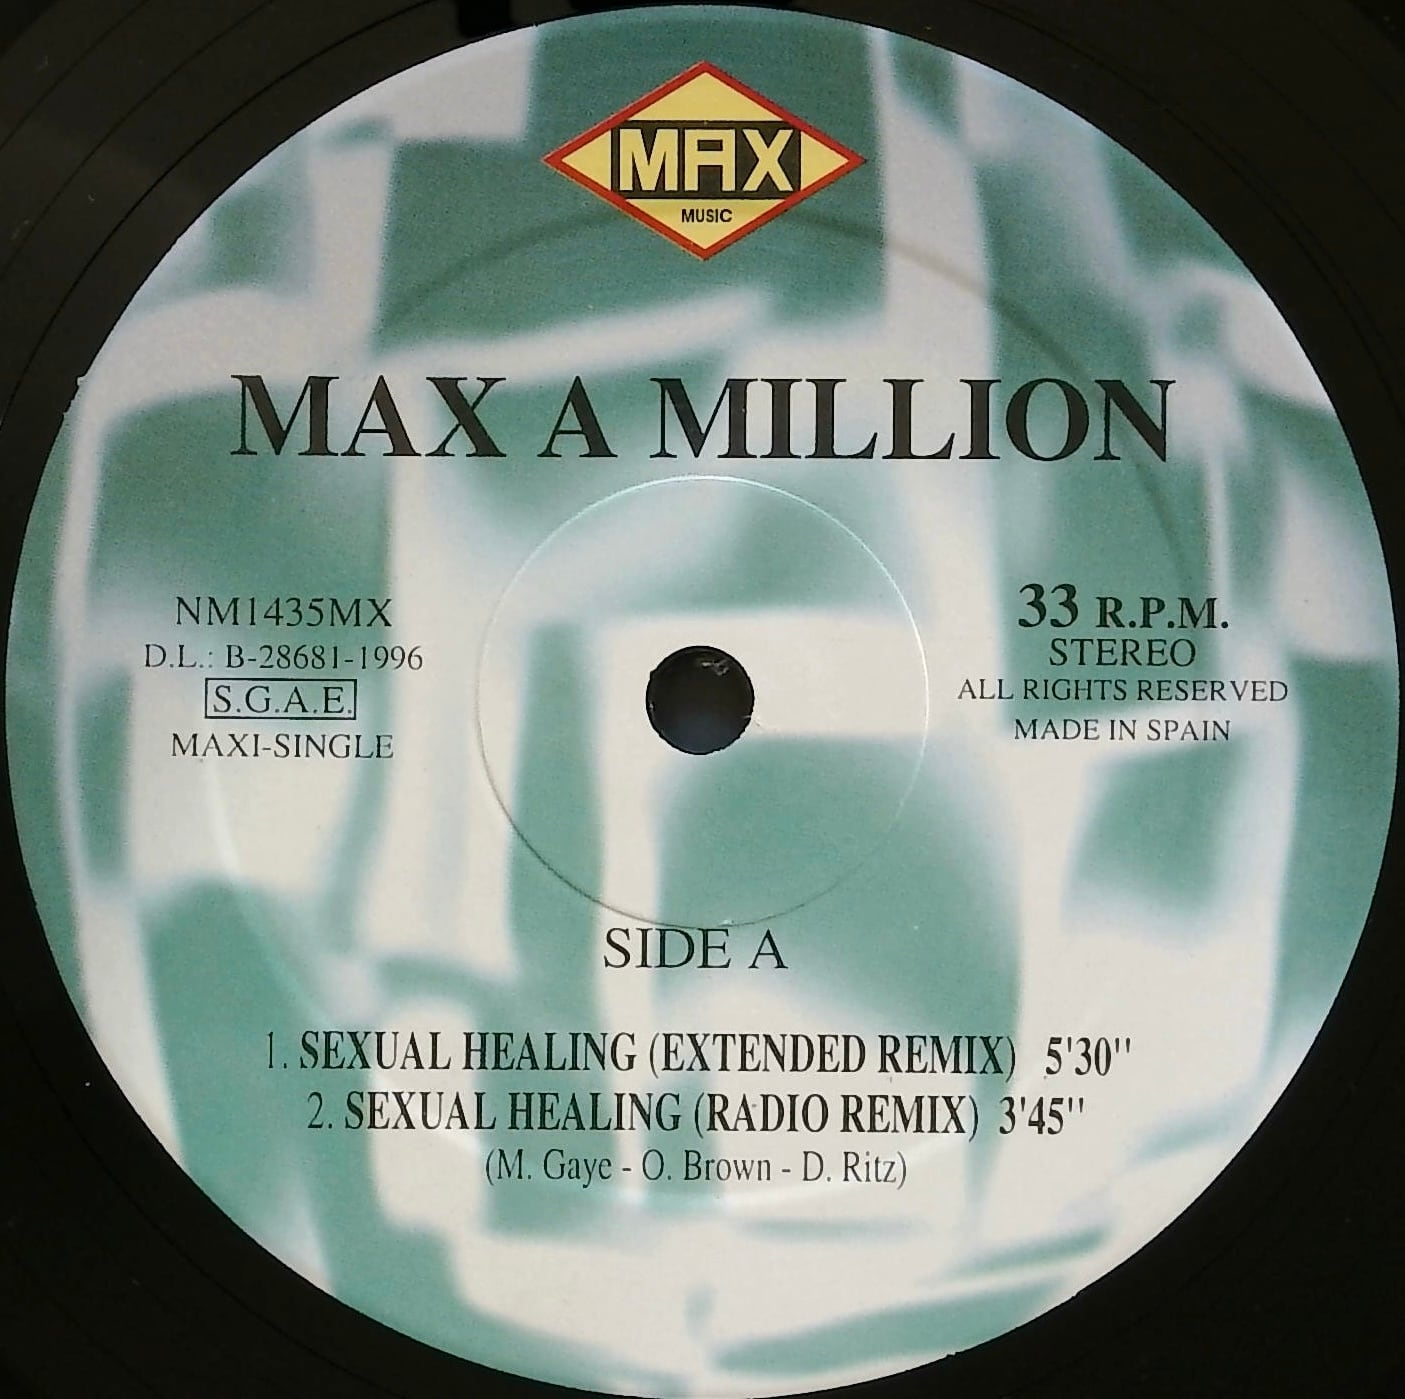 MAX
MUSIC
MAX A MILLION
NM1435MX
D.L.: B-28681-1996
S.G.A.E.
MAXI-SINGLE
33 R.P.M.
STEREO
ALL RIGHTS RESERVED
MADE IN SPAIN
SIDE A
1. SEXUAL HEALING (EXTENDED REMIX) 5'30''
2. SEXUAL HEALING (RADIO REMIX) 3'45''
(M. Gaye - O. Brown - D. Ritz)